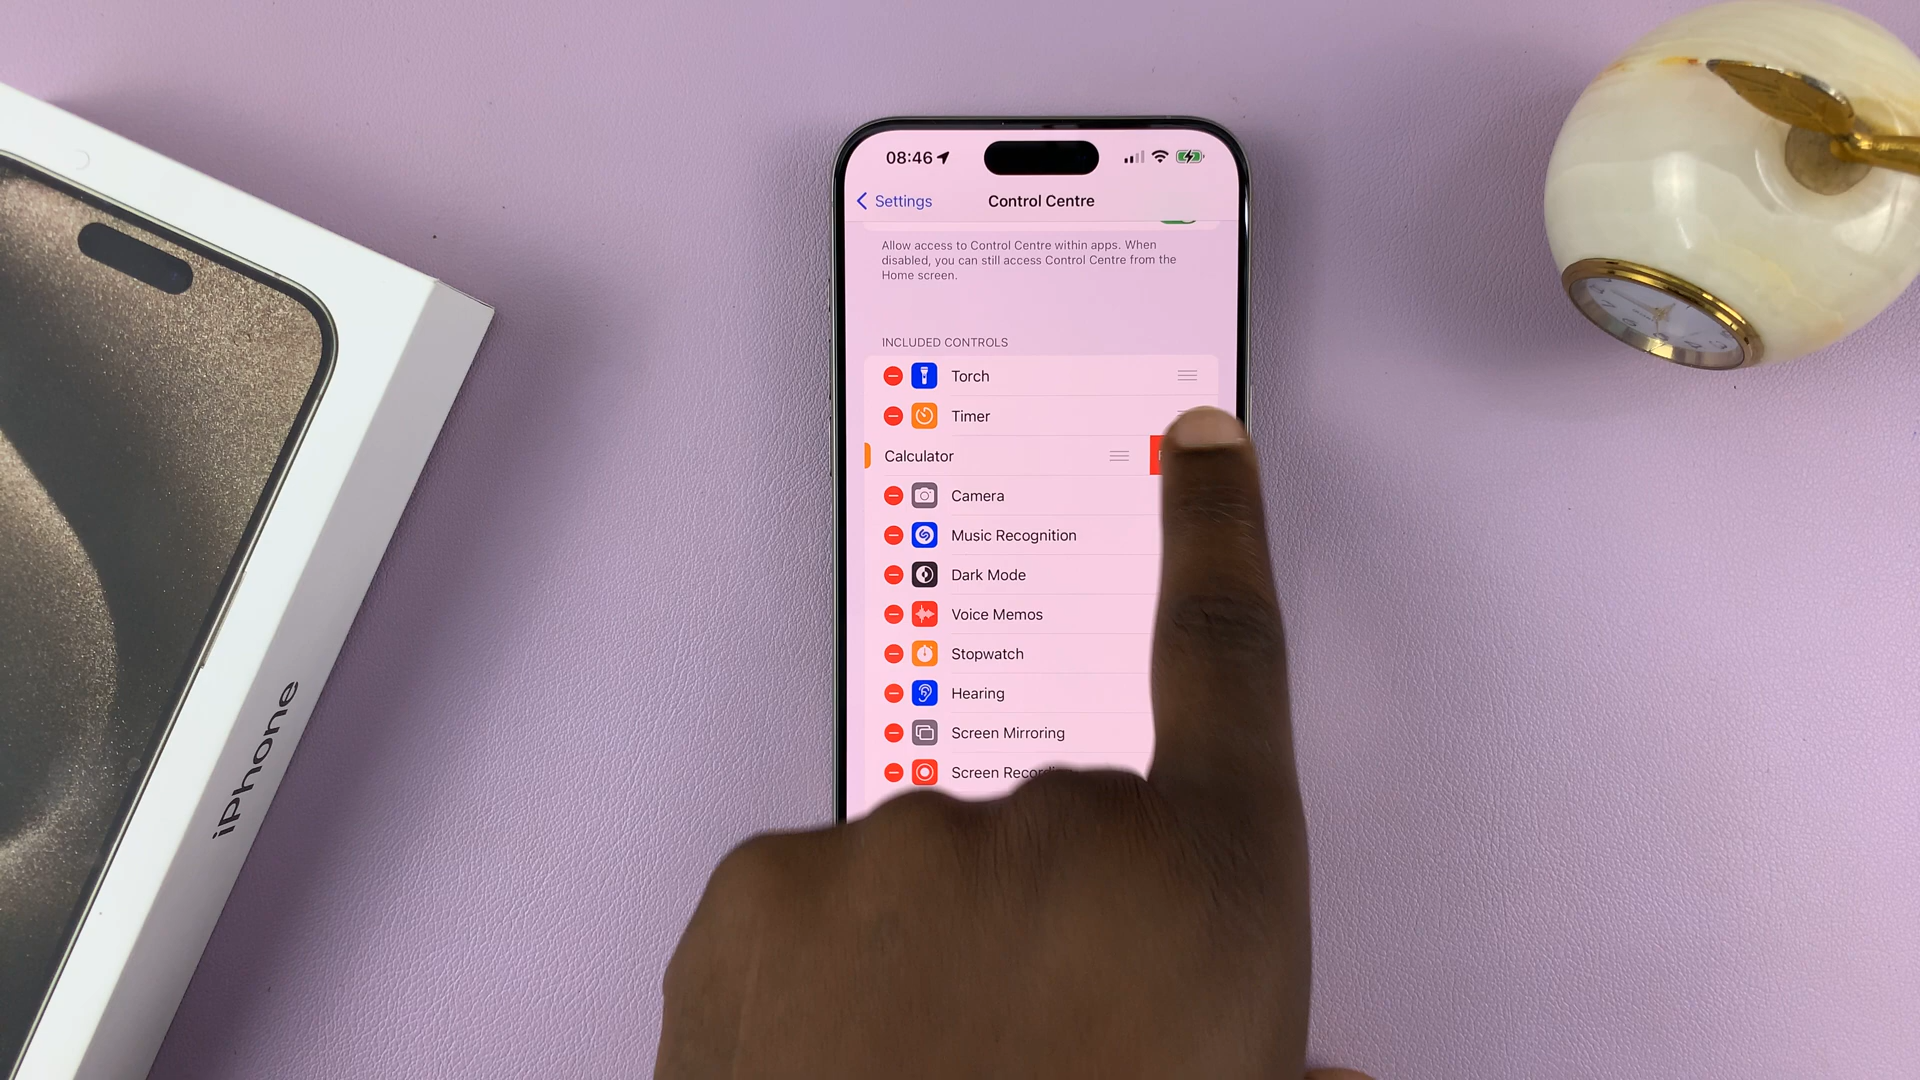 08:46
Settings
Control Centre
Allow access to Control Centre within apps. When
disabled, you can still access Control Centre from the
Home screen.
INCLUDED CONTROLS
Torch
Timer
Calculator
Camera
Music Recognition
Dark Mode
Voice Memos
Stopwatch
Hearing
Screen Mirroring
Screen
iPhone